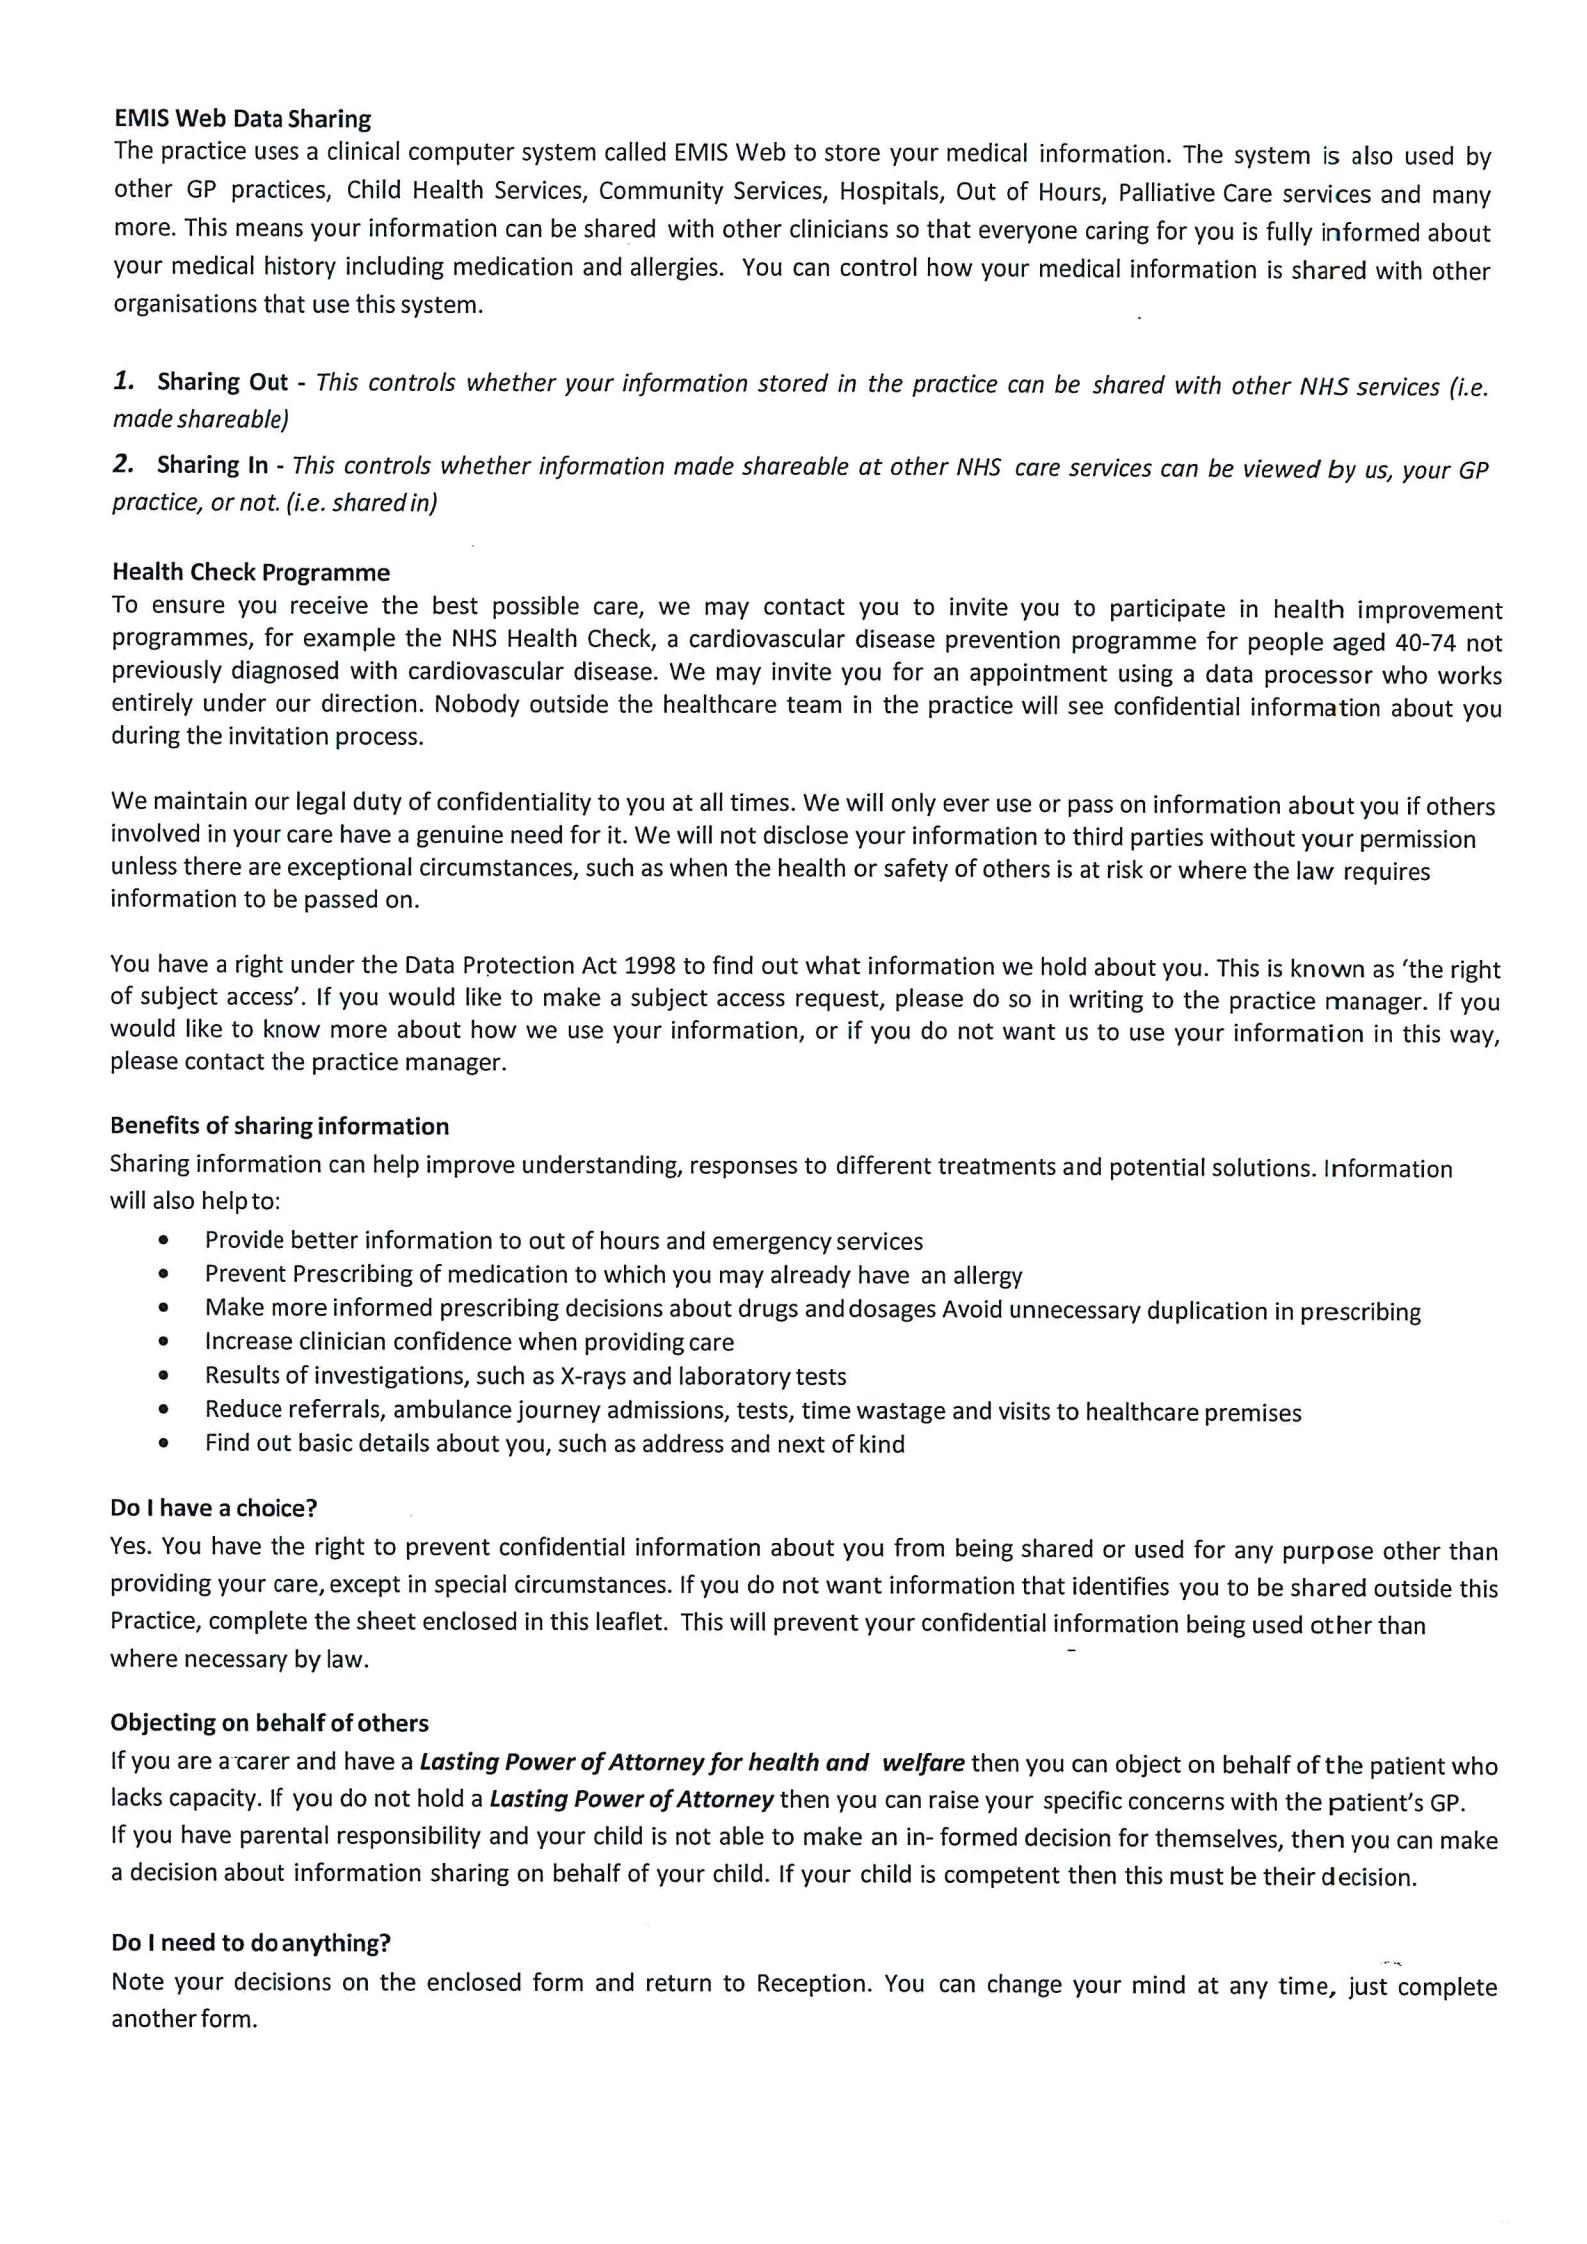 EMIS Web Data Sharing
The practice uses a clinical computer system called EMIS Web to store your medical information. The system is also used by
other GP practices, Child Health Services, Community Services, Hospitals, Out of Hours, Palliative Care services and many
more. This means your information can be shared with other clinicians so that everyone caring for you is fully informed about
your medical history including medication and allergies. You can control how your medical information is shared with other
organisations that use this system.
1. Sharing Out - This controls whether your information stored in the practice can be shared with other NHS services (i.e.
made shareable)
2. Sharing In - This controls whether information made shareable at other NHS care services can be viewed by us, your GP
practice, or not. (i.e. shared in)
Health Check Programme
To ensure you receive the best possible care, we may contact you to invite you to participate in health improvement
programmes, for example the NHS Health Check, a cardiovascular disease prevention programme for people aged 40-74 not
previously diagnosed with cardiovascular disease. We may invite you for an appointment using a data processor who works
entirely under our direction. Nobody outside the healthcare team in the practice will see confidential information about you
during the invitation process.
We maintain our legal duty of confidentiality to you at all times. We will only ever use or pass on information about you if others
involved in your care have a genuine need for it. We will not disclose your information to third parties without your permission
unless there are exceptional circumstances, such as when the health or safety of others is at risk or where the law requires
information to be passed on.
You have a right under the Data Protection Act 1998 to find out what information we hold about you. This is known as ‘the right
of subject access’. If you would like to make a subject access request, please do so in writing to the practice manager. If you
would like to know more about how we use your information, or if you do not want us to use your information in this way,
please contact the practice manager.
Benefits of sharing information
Sharing information can help improve understanding, responses to different treatments and potential solutions. Information
will also help to:
• Provide better information to out of hours and emergency services
• Prevent Prescribing of medication to which you may already have an allergy
• Make more informed prescribing decisions about drugs and dosages Avoid unnecessary duplication in prescribing
• Increase clinician confidence when providing care
• Results of investigations, such as X-rays and laboratory tests
• Reduce referrals, ambulance journey admissions, tests, time wastage and visits to healthcare premises
• Find out basic details about you, such as address and next of kind
Do I have a choice?
Yes. You have the right to prevent confidential information about you from being shared or used for any purpose other than
providing your care, except in special circumstances. If you do not want information that identifies you to be shared outside this
Practice, complete the sheet enclosed in this leaflet. This will prevent your confidential information being used other than
where necessary by law.
Objecting on behalf of others
If you are a carer and have a Lasting Power of Attorney for health and welfare then you can object on behalf of the patient who
lacks capacity. If you do not hold a Lasting Power of Attorney then you can raise your specific concerns with the patient’s GP.
If you have parental responsibility and your child is not able to make an in- formed decision for themselves, then you can make
a decision about information sharing on behalf of your child. If your child is competent then this must be their decision.
Do I need to do anything?
Note your decisions on the enclosed form and return to Reception. You can change your mind at any time, just complete
another form.